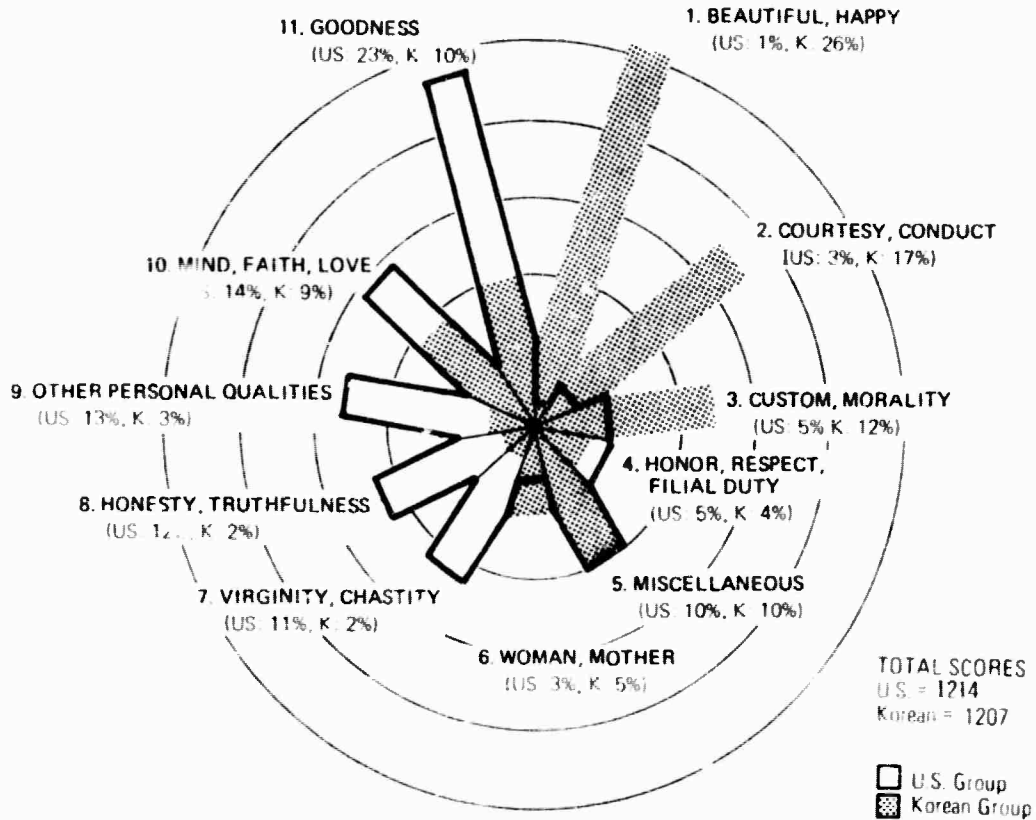 11. GOODNESS
(US: 23%, K: 10%)
1. BEAUTIFUL, HAPPY
(US: 1%, K: 26%)
2. COURTESY, CONDUCT
(US: 3%, K: 17%)
10. MIND, FAITH, LOVE
14%, K: 9%)
9. OTHER PERSONAL QUALITIES
(US: 13%, K: 3%)
3. CUSTOM, MORALITY
(US: 5% K: 12%)
4. HONOR, RESPECT,
FILIAL DUTY
(US: 5%, K: 4%)
8. HONESTY, TRUTHFULNESS
(US: K: 2%)
5. MISCELLANEOUS
(US: 10%, K: 10%)
7. VIRGINITY, CHASTITY
(US: 11%, K: 2%)
6. WOMAN, MOTHER
(US: 3%, K: 5%)
TOTAL SCORES
U.S. = 1214
Korean = 1207
U.S. Group
Korean Group